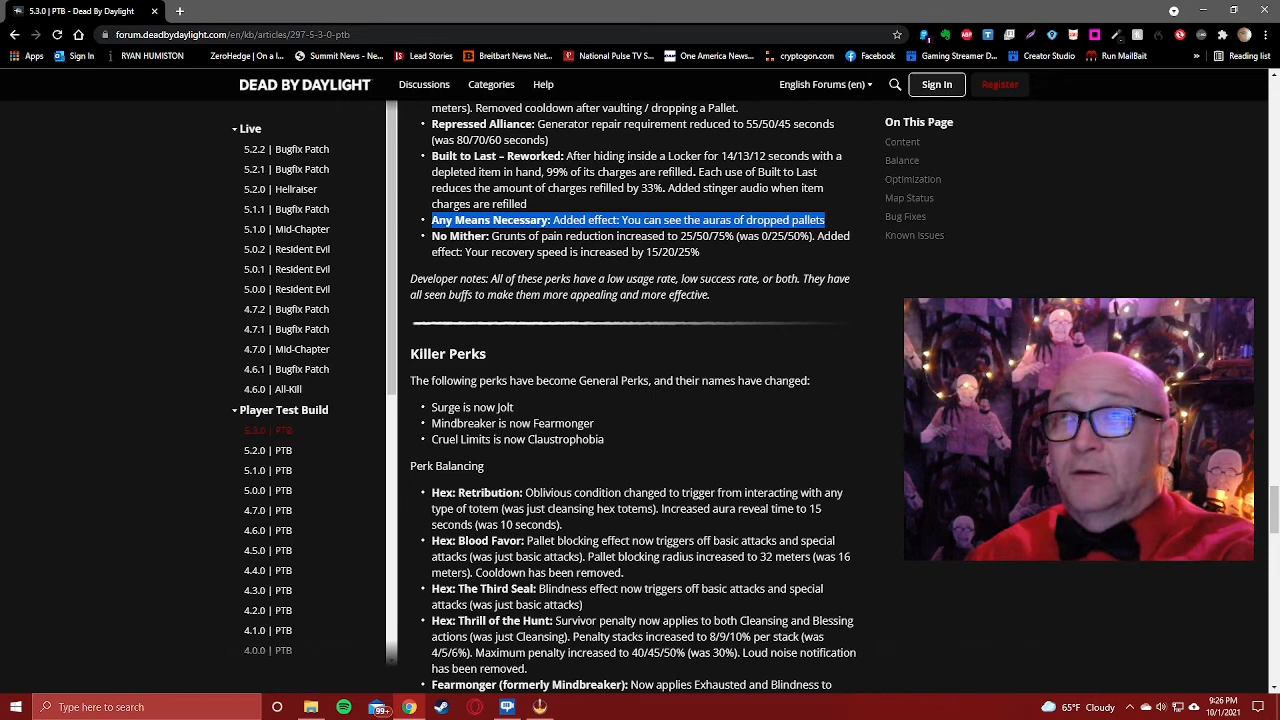 5.3.0 | PTB - Dead By Daylight
forum.deadbydaylight.com/en/kb/articles/297-5-3-0-ptb
Apps
Sign In
RYAN HUMISTON
ZeroHedge | On a lo...
Summit News - Ne...
Lead Stories
Breitbart News Net...
National Pulse TV S...
One America News...
cryptogon.com
Facebook
Gaming Streamer D...
Creator Studio
Run MailBait
»
Reading list
DEAD BY DAYLIGHT
Discussions
Categories
Help
English Forums (en)
Sign In
Register
Live
5.2.2 | Bugfix Patch
5.2.1 | Bugfix Patch
5.2.0 | Hellraiser
5.1.1 | Bugfix Patch
5.1.0 | Mid-Chapter
5.0.2 | Resident Evil
5.0.1 | Resident Evil
5.0.0 | Resident Evil
4.7.2 | Bugfix Patch
4.7.1 | Bugfix Patch
4.7.0 | Mid-Chapter
4.6.1 | Bugfix Patch
4.6.0 | All-Kill
Player Test Build
5.3.0 | PTB
5.2.0 | PTB
5.1.0 | PTB
5.0.0 | PTB
4.7.0 | PTB
4.6.0 | PTB
4.5.0 | PTB
4.4.0 | PTB
4.3.0 | PTB
4.2.0 | PTB
4.1.0 | PTB
4.0.0 | PTB
meters). Removed cooldown after vaulting / dropping a Pallet.
• Repressed Alliance: Generator repair requirement reduced to 55/50/45 seconds
(was 80/70/60 seconds)
• Built to Last – Reworked: After hiding inside a Locker for 14/13/12 seconds with a
depleted item in hand, 99% of its charges are refilled. Each use of Built to Last
reduces the amount of charges refilled by 33%. Added stinger audio when item
charges are refilled
• Any Means Necessary: Added effect: You can see the auras of dropped pallets
• No Mither: Grunts of pain reduction increased to 25/50/75% (was 0/25/50%). Added
effect: Your recovery speed is increased by 15/20/25%
Developer notes: All of these perks have a low usage rate, low success rate, or both. They have
all seen buffs to make them more appealing and more effective.
Killer Perks
The following perks have become General Perks, and their names have changed:
• Surge is now Jolt
• Mindbreaker is now Fearmonger
• Cruel Limits is now Claustrophobia
Perk Balancing
• Hex: Retribution: Oblivious condition changed to trigger from interacting with any
type of totem (was just cleansing hex totems). Increased aura reveal time to 15
seconds (was 10 seconds).
• Hex: Blood Favor: Pallet blocking effect now triggers off basic attacks and special
attacks (was just basic attacks). Pallet blocking radius increased to 32 meters (was 16
meters). Cooldown has been removed.
• Hex: The Third Seal: Blindness effect now triggers off basic attacks and special
attacks (was just basic attacks)
• Hex: Thrill of the Hunt: Survivor penalty now applies to both Cleansing and Blessing
actions (was just Cleansing). Penalty stacks increased to 8/9/10% per stack (was
4/5/6%). Maximum penalty increased to 40/45/50% (was 30%). Loud noise notification
has been removed.
• Fearmonger (formerly Mindbreaker): Now applies Exhausted and Blindness to
On This Page
Content
Balance
Optimization
Map Status
Bug Fixes
Known Issues
Type here to search
99+
65°F Cloudy
9:26 PM
10/1/2021